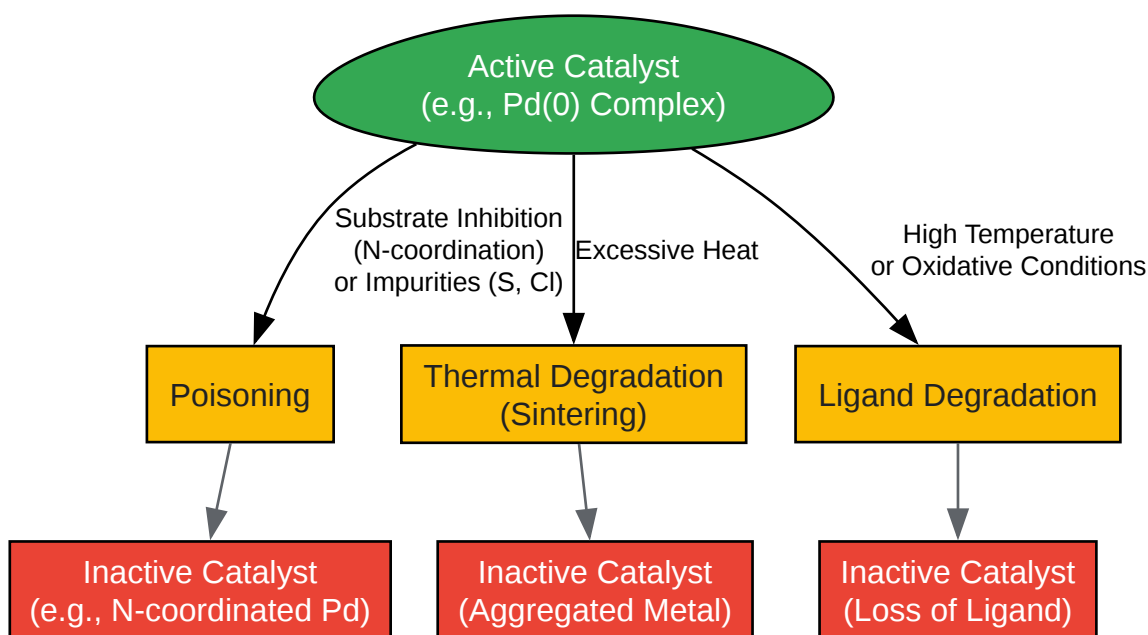 Active Catalyst
(e.g., Pd(0) Complex)
Substrate Inhibition
(N-coordination)
or Impurities (S, Cl)
Excessive Heat
High Temperature
or Oxidative Conditions
Poisoning
Thermal Degradation
(Sintering)
Ligand Degradation
Inactive Catalyst
(e.g., N-coordinated Pd)
Inactive Catalyst
(Aggregated Metal)
Inactive Catalyst
(Loss of Ligand)